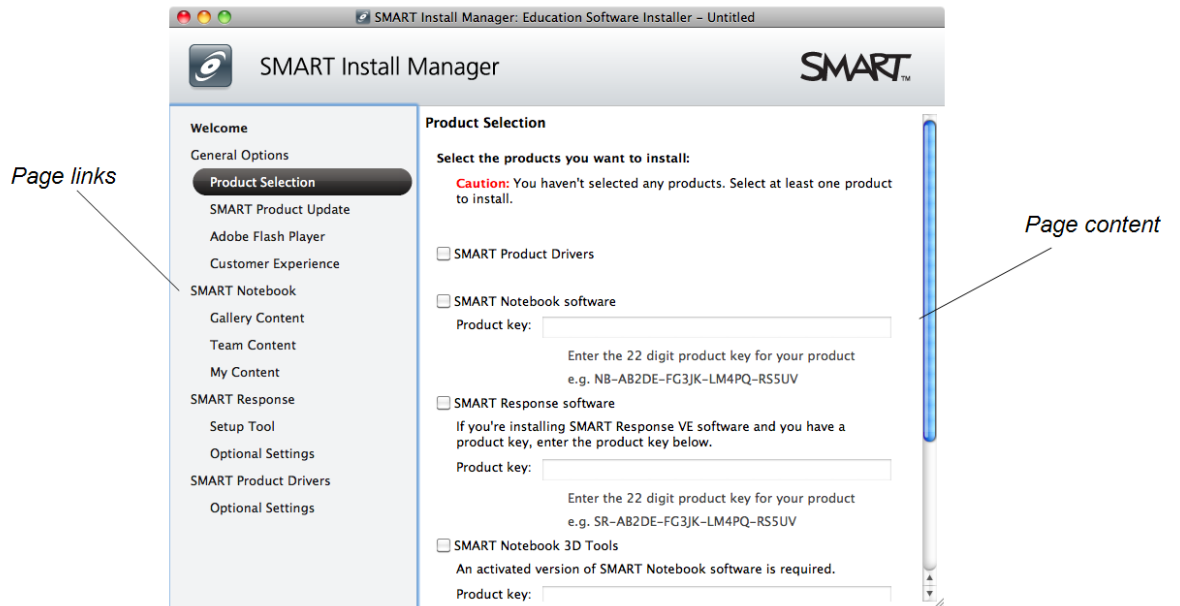 SMART Install Manager: Education Software Installer – Untitled
SMART Install Manager
SMART™
Page links
Welcome
General Options
Product Selection
SMART Product Update
Adobe Flash Player
Customer Experience
SMART Notebook
Gallery Content
Team Content
My Content
SMART Response
Setup Tool
Optional Settings
SMART Product Drivers
Optional Settings
Product Selection
Select the products you want to install:
Caution: You haven't selected any products. Select at least one product
to install.
SMART Product Drivers
SMART Notebook software
Product key:
Enter the 22 digit product key for your product
e.g. NB–AB2DE–FG3JK–LM4PQ–RS5UV
SMART Response software
If you're installing SMART Response VE software and you have a
product key, enter the product key below.
Product key:
Enter the 22 digit product key for your product
e.g. SR–AB2DE–FG3JK–LM4PQ–RS5UV
SMART Notebook 3D Tools
An activated version of SMART Notebook software is required.
Product key:
Page content